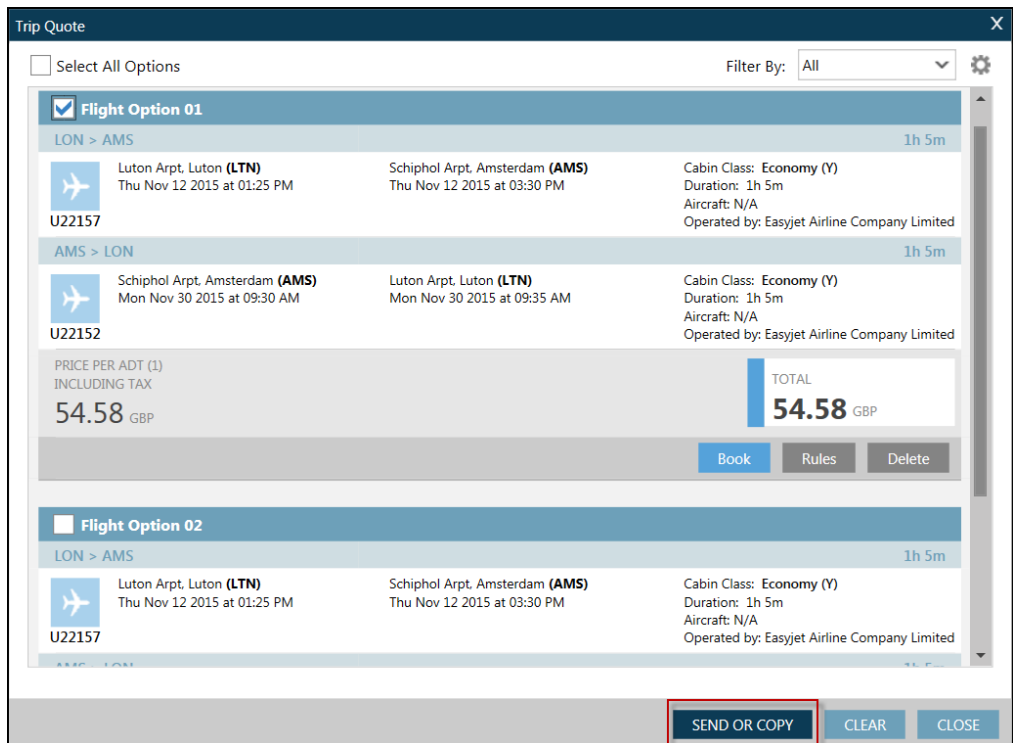 Trip Quote X
Select All Options Filter By: All
Flight Option 01
LON > AMS 1h 5m
Luton Arpt, Luton (LTN) Schiphol Arpt, Amsterdam (AMS) Cabin Class: Economy (Y)
Thu Nov 12 2015 at 01:25 PM Thu Nov 12 2015 at 03:30 PM Duration: 1h 5m
Aircraft: N/A
U22157 Operated by: Easyjet Airline Company Limited
AMS > LON 1h 5m
Schiphol Arpt, Amsterdam (AMS) Luton Arpt, Luton (LTN) Cabin Class: Economy (Y)
Mon Nov 30 2015 at 09:30 AM Mon Nov 30 2015 at 09:35 AM Duration: 1h 5m
Aircraft: N/A
U22152 Operated by: Easyjet Airline Company Limited
PRICE PER ADT (1)
INCLUDING TAX TOTAL
54.58 GBP 54.58 GBP
Book Rules Delete
Flight Option 02
LON > AMS 1h 5m
Luton Arpt, Luton (LTN) Schiphol Arpt, Amsterdam (AMS) Cabin Class: Economy (Y)
Thu Nov 12 2015 at 01:25 PM Thu Nov 12 2015 at 03:30 PM Duration: 1h 5m
Aircraft: N/A
U22157 Operated by: Easyjet Airline Company Limited
AMS > LON 1h 5m
SEND OR COPY CLEAR CLOSE